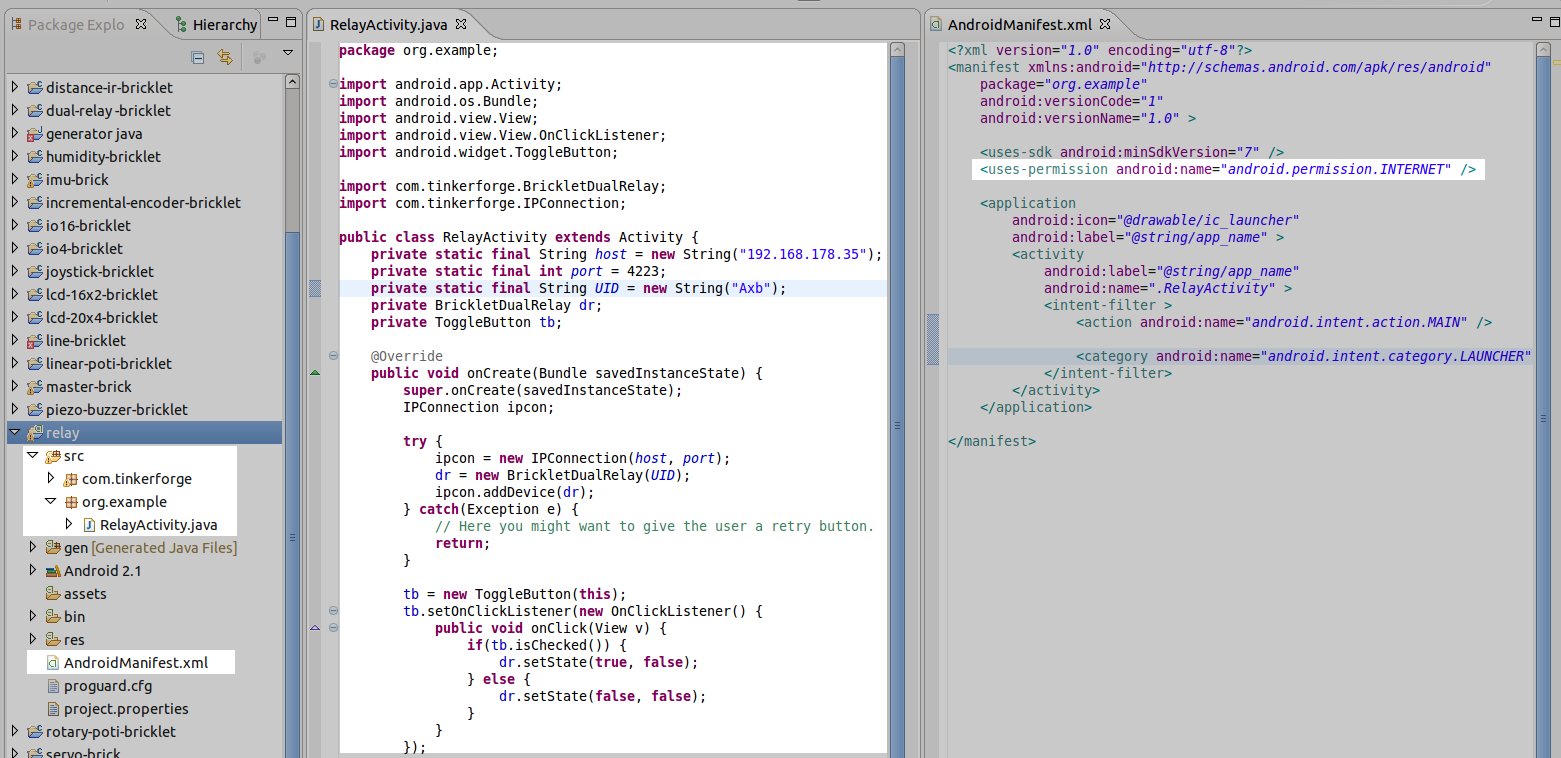 Package Explo
Hierarchy
distance-ir-bricklet
dual-relay-bricklet
generator java
humidity-bricklet
imu-brick
incremental-encoder-bricklet
io16-bricklet
io4-bricklet
joystick-bricklet
lcd-16x2-bricklet
lcd-20x4-bricklet
line-bricklet
linear-poti-bricklet
master-brick
piezo-buzzer-bricklet
relay
src
com.tinkerforge
org.example
RelayActivity.java
gen [Generated Java Files]
Android 2.1
assets
bin
res
AndroidManifest.xml
proguard.cfg
project.properties
rotary-poti-bricklet
servo-brick
RelayActivity.java
package org.example;
import android.app.Activity;
import android.os.Bundle;
import android.view.View;
import android.view.View.OnClickListener;
import android.widget.ToggleButton;
import com.tinkerforge.BrickletDualRelay;
import com.tinkerforge.IPConnection;
public class RelayActivity extends Activity {
private static final String host = new String("192.168.178.35");
private static final int port = 4223;
private static final String UID = new String("Axb");
private BrickletDualRelay dr;
private ToggleButton tb;
@Override
public void onCreate(Bundle savedInstanceState) {
super.onCreate(savedInstanceState);
IPConnection ipcon;
try {
ipcon = new IPConnection(host, port);
dr = new BrickletDualRelay(UID);
ipcon.addDevice(dr);
} catch(Exception e) {
// Here you might want to give the user a retry button.
return;
}
tb = new ToggleButton(this);
tb.setOnClickListener(new OnClickListener() {
public void onClick(View v) {
if(tb.isChecked()) {
dr.setState(true, false);
} else {
dr.setState(false, false);
}
}
});
AndroidManifest.xml
<?xml version="1.0" encoding="utf-8"?>
<manifest xmlns:android="http://schemas.android.com/apk/res/android"
package="org.example"
android:versionCode="1"
android:versionName="1.0" >
<uses-sdk android:minSdkVersion="7" />
<uses-permission android:name="android.permission.INTERNET" />
<application
android:icon="@drawable/ic_launcher"
android:label="@string/app_name" >
<activity
android:label="@string/app_name"
android:name=".RelayActivity" >
<intent-filter >
<action android:name="android.intent.action.MAIN" />
<category android:name="android.intent.category.LAUNCHER"
</intent-filter>
</activity>
</application>
</manifest>